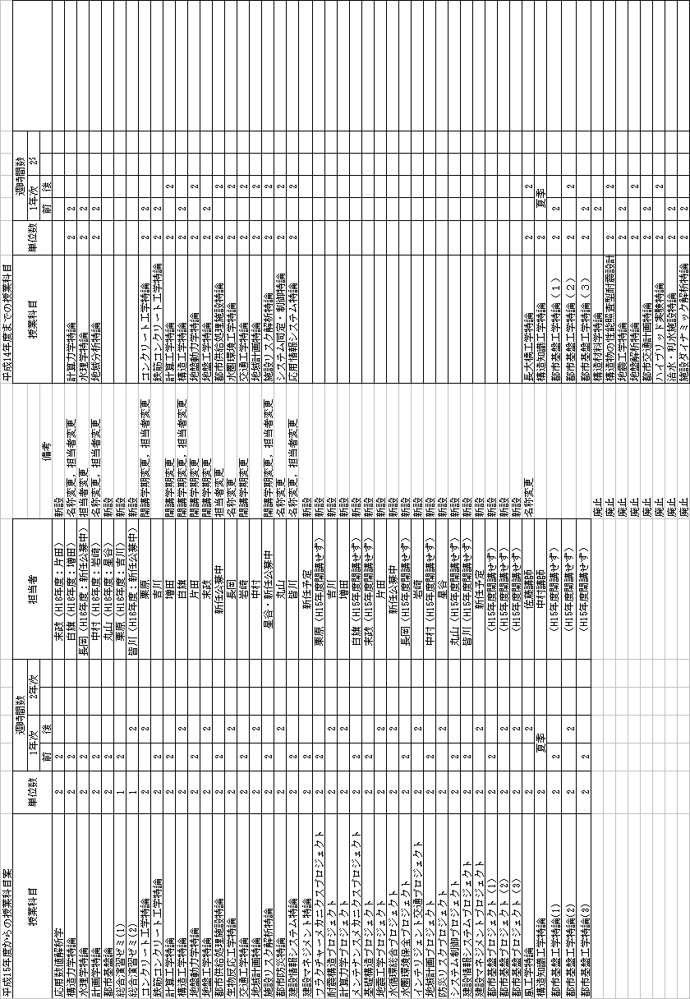 平成15年度からの授業科目案 平成14年度までの授業科目
授業科目 単位数 週時間数 担当者 備考 授業科目 単位数 週時間数
1年次 2年次 1年次
前 後 前 後
応用数値解析学 2 2 末政（H16年度：片田） 新設
構造力学特論 2 2 白旗（H16年度：増田） 名称変更，担当者変更 計算力学特論 2 2
水理学特論 2 2 長岡（H16年度：新任公募中） 担当者変更 水理学特論 2 2
計画学特論 2 2 中村（H16年度：岩崎） 名称変更，担当者変更 地域分析特論 2 2
都市基盤論 2 2 丸山（H16年度：星谷） 新設
総合演習ゼミ(1) 1 2 栗原（H16年度：吉川） 新設
総合演習ゼミ(2) 1 2 皆川（H16年度：新任公募中） 新設
コンクリート工学特論 2 2 栗原 開講学期変更，担当者変更 コンクリート工学特論 2 2
鉄筋コンクリート工学特論 2 2 吉川 鉄筋コンクリート工学特論 2 2
計算工学特論 2 2 増田 開講学期変更 計算工学特論 2 2
構造工学特論 2 2 白旗 開講学期変更，担当者変更 構造工学特論 2 2
地盤動力学特論 2 2 片田 開講学期変更 地盤動力学特論 2 2
地盤工学特論 2 2 末政 開講学期変更 地盤工学特論 2 2
都市供給処理施設特論 2 2 新任公募中 担当者変更 都市供給処理施設特論 2 2
生物反応工学特論 2 2 長岡 名称変更 水圏環境工学特論 2 2
交通工学特論 2 2 岩崎 開講学期変更 交通工学特論 2 2
地域計画特論 2 2 中村 地域計画特論 2 2
施設リスク解析特論 2 2 星谷・新任公募中 開講学期変更，担当者変更 施設リスク解析特論 2 2
都市防災特論 2 2 丸山 名称変更 システム同定・制御特論 2 2
建設情報システム特論 2 2 皆川 名称変更，担当者変更 応用情報システム特論 2 2
建設マネジメント特論 2 2 新任予定 新設
フラクチャーメカニクスプロジェクト 2 2 栗原（H15年度開講せず） 新設
耐震構造プロジェクト 2 2 吉川 新設
計算力学プロジェクト 2 2 増田 新設
メンテナンスメカニクスプロジェクト 2 2 白旗（H15年度開講せず） 新設
基礎構造プロジェクト 2 2 末政（H15年度開講せず） 新設
地震工学プロジェクト 2 2 片田 新設
水循環総合プロジェクト 2 2 新任公募中 新設
水圏環境保全プロジェクト 2 2 長岡（H15年度開講せず） 新設
インテリジェント交通プロジェクト 2 2 岩崎 新設
地域計画プロジェクト 2 2 中村（H15年度開講せず） 新設
防災リスクプロジェクト 2 2 星谷 新設
システム制御プロジェクト 2 2 丸山（H15年度開講せず） 新設
建設情報システムプロジェクト 2 2 皆川（H15年度開講せず） 新設
建設マネジメントプロジェクト 2 2 新任予定 新設
都市基盤プロジェクト（1） 2 2 （H15年度開講せず） 新設
都市基盤プロジェクト（2） 2 2 （H15年度開講せず） 新設
都市基盤プロジェクト（3） 2 2 （H15年度開講せず） 新設
風工学特論 2 2 佐藤講師 名称変更 長大橋工学特論 2 2
構造知識工学特論 2 夏季 中村講師 構造知識工学特論 2 夏季
都市基盤工学特論(1) 2 2 （H15年度開講せず） 都市基盤工学特論（1） 2 2
都市基盤工学特論(2) 2 2 （H15年度開講せず） 都市基盤工学特論（2） 2 2
都市基盤工学特論(3) 2 2 （H15年度開講せず） 都市基盤工学特論（3） 2 2
廃止 構造材料学特論 2 2
廃止 構造物の性能照査型耐震設計 2 2
廃止 地震工学特論 2 2
廃止 地盤解析特論 2 2
廃止 都市交通計画特論 2 2
廃止 ハイブリッド実験特論 2 2
廃止 治水・利水施設特論 2 2
廃止 施設ダイナミック解析特論 2 2